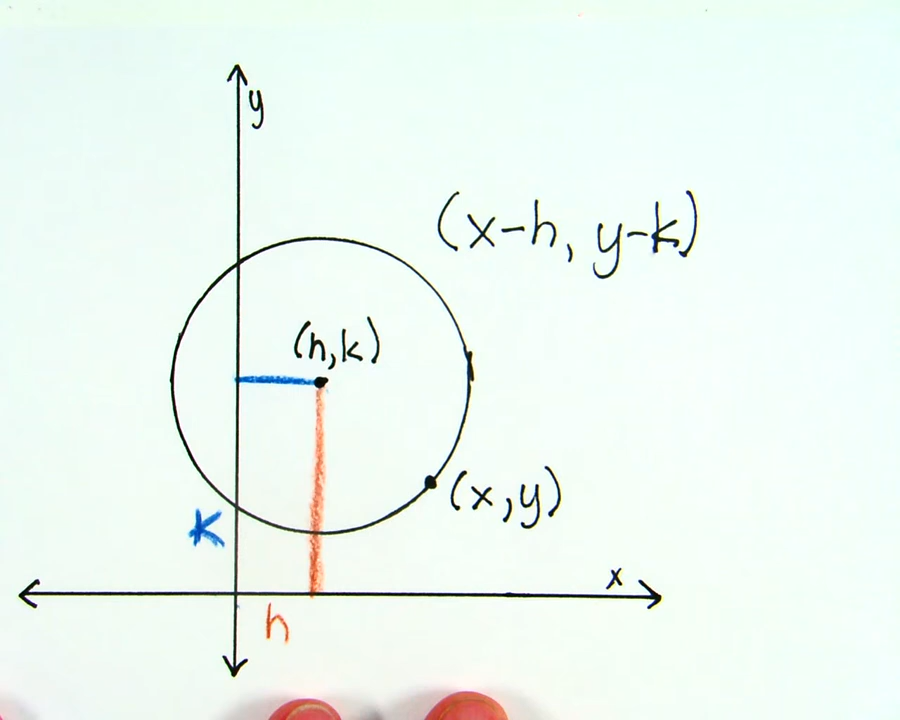 y
(x-h, y-k)
(h,k)
(x,y)
K
x
h